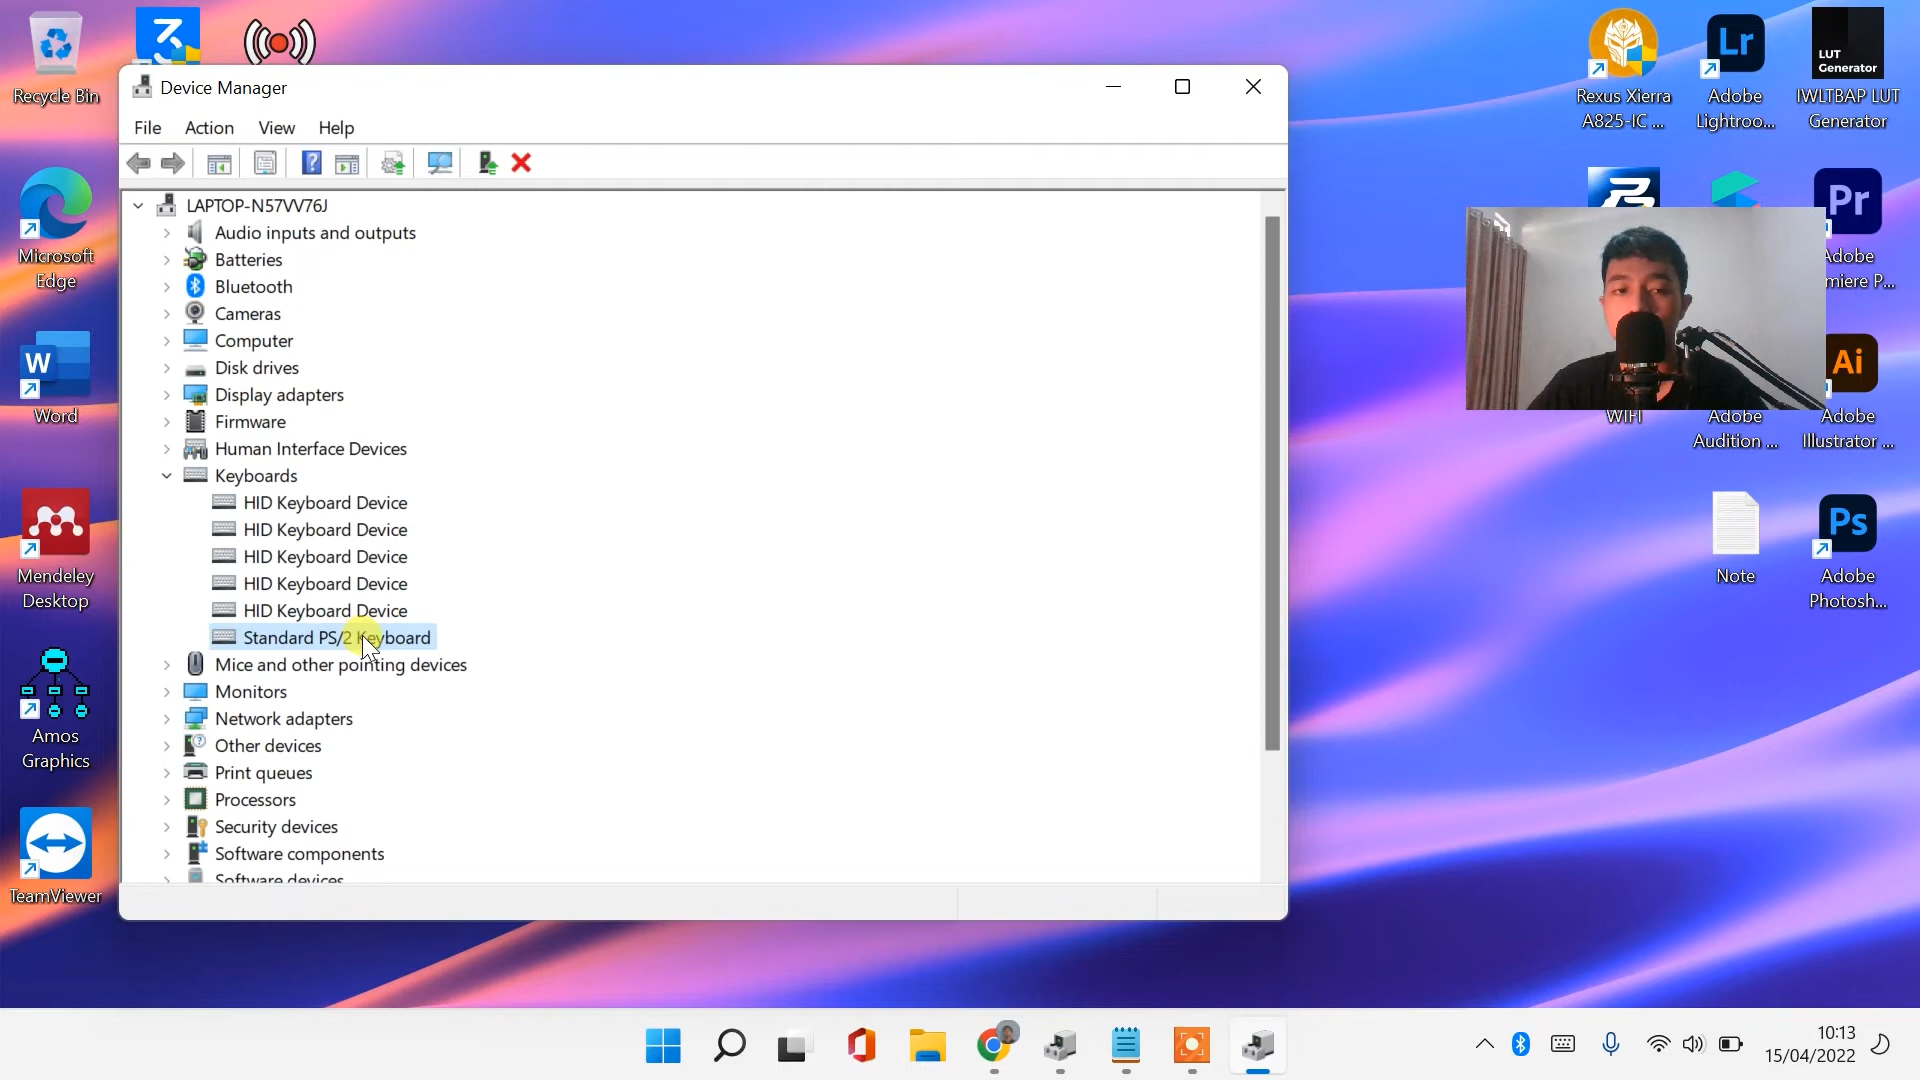 Recycle Bin
Microsoft
Edge
W
Word
Mendeley
Desktop
Amos
Graphics
TeamViewer
Device Manager
File Action View Help
LAPTOP-N57VV76J
Audio inputs and outputs
Batteries
Bluetooth
Cameras
Computer
Disk drives
Display adapters
Firmware
Human Interface Devices
Keyboards
HID Keyboard Device
HID Keyboard Device
HID Keyboard Device
HID Keyboard Device
HID Keyboard Device
Standard PS/2 Keyboard
Mice and other pointing devices
Monitors
Network adapters
Other devices
Print queues
Processors
Security devices
Software components
Software devices
Rexus Xierra
A825-IC ...
Lr
Adobe
Lightroo...
LUT
Generator
IWLTBAP LUT
Generator
Pr
Adobe
miere P...
WIFI
Adobe
Audition ...
Ai
Adobe
Illustrator ...
Note
Ps
Adobe
Photosh...
10:13
15/04/2022